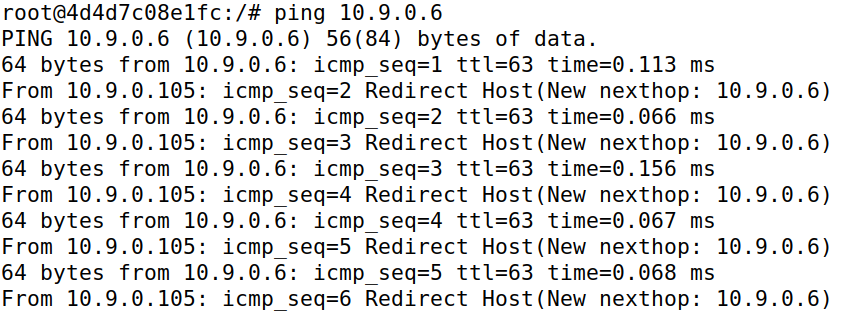 root@4d4d7c08e1fc:/# ping 10.9.0.6
PING 10.9.0.6 (10.9.0.6) 56(84) bytes of data.
64 bytes from 10.9.0.6: icmp_seq=1 ttl=63 time=0.113 ms
From 10.9.0.105: icmp_seq=2 Redirect Host(New nexthop: 10.9.0.6)
64 bytes from 10.9.0.6: icmp_seq=2 ttl=63 time=0.066 ms
From 10.9.0.105: icmp_seq=3 Redirect Host(New nexthop: 10.9.0.6)
64 bytes from 10.9.0.6: icmp_seq=3 ttl=63 time=0.156 ms
From 10.9.0.105: icmp_seq=4 Redirect Host(New nexthop: 10.9.0.6)
64 bytes from 10.9.0.6: icmp_seq=4 ttl=63 time=0.067 ms
From 10.9.0.105: icmp_seq=5 Redirect Host(New nexthop: 10.9.0.6)
64 bytes from 10.9.0.6: icmp_seq=5 ttl=63 time=0.068 ms
From 10.9.0.105: icmp_seq=6 Redirect Host(New nexthop: 10.9.0.6)